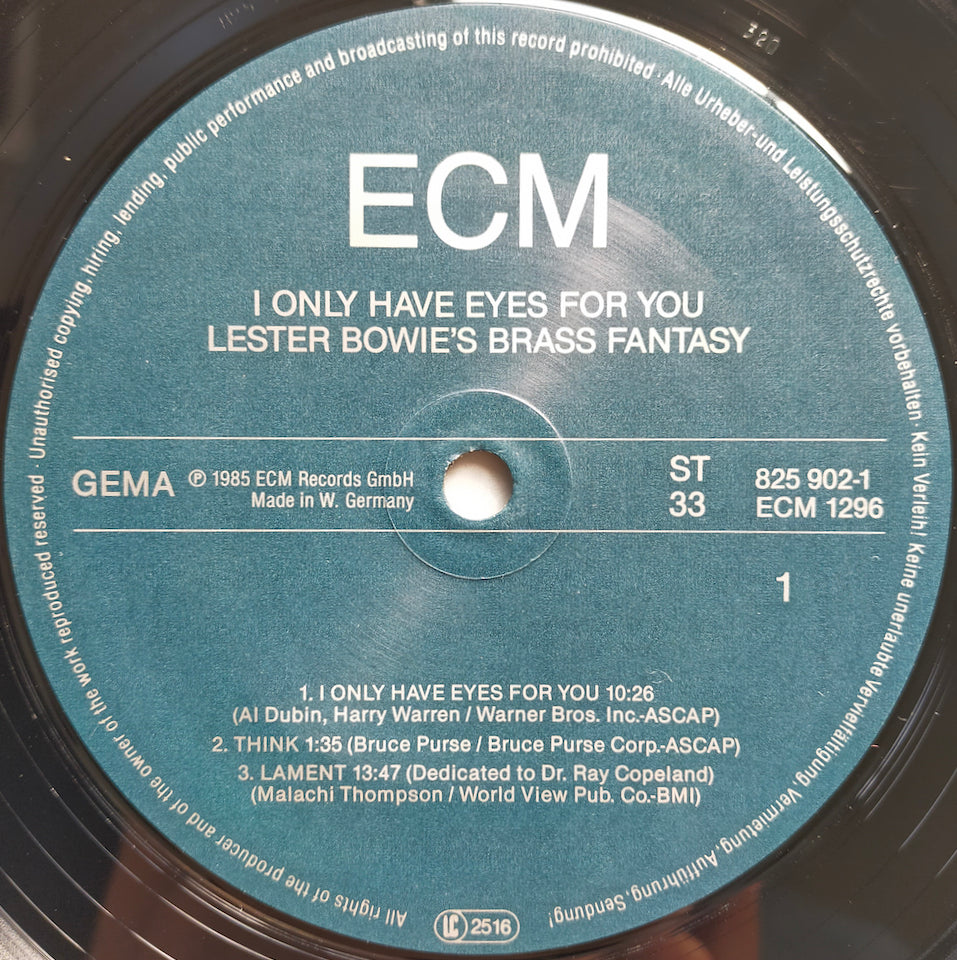 320
ECM
I ONLY HAVE EYES FOR YOU
LESTER BOWIE'S BRASS FANTASY
GEMA
℗ 1985 ECM Records GmbH
Made in W. Germany
ST
33
825 902-1
ECM 1296
1
1. I ONLY HAVE EYES FOR YOU 10:26
(Al Dubin, Harry Warren / Warner Bros. Inc.-ASCAP)
2. THINK 1:35 (Bruce Purse / Bruce Purse Corp.-ASCAP)
3. LAMENT 13:47 (Dedicated to Dr. Ray Copeland)
(Malachi Thompson / World View Pub. Co.-BMI)
All rights of the producer and of the owner of the work reproduced reserved · Unauthorised copying, hiring, lending, public performance and broadcasting of this record prohibited · Alle Urheber- und Leistungsschutzrechte vorbehalten · Kein Verleih! Keine unerlaubte Vervielfältigung, Vermietung, Aufführung, Sendung!
LC 2516